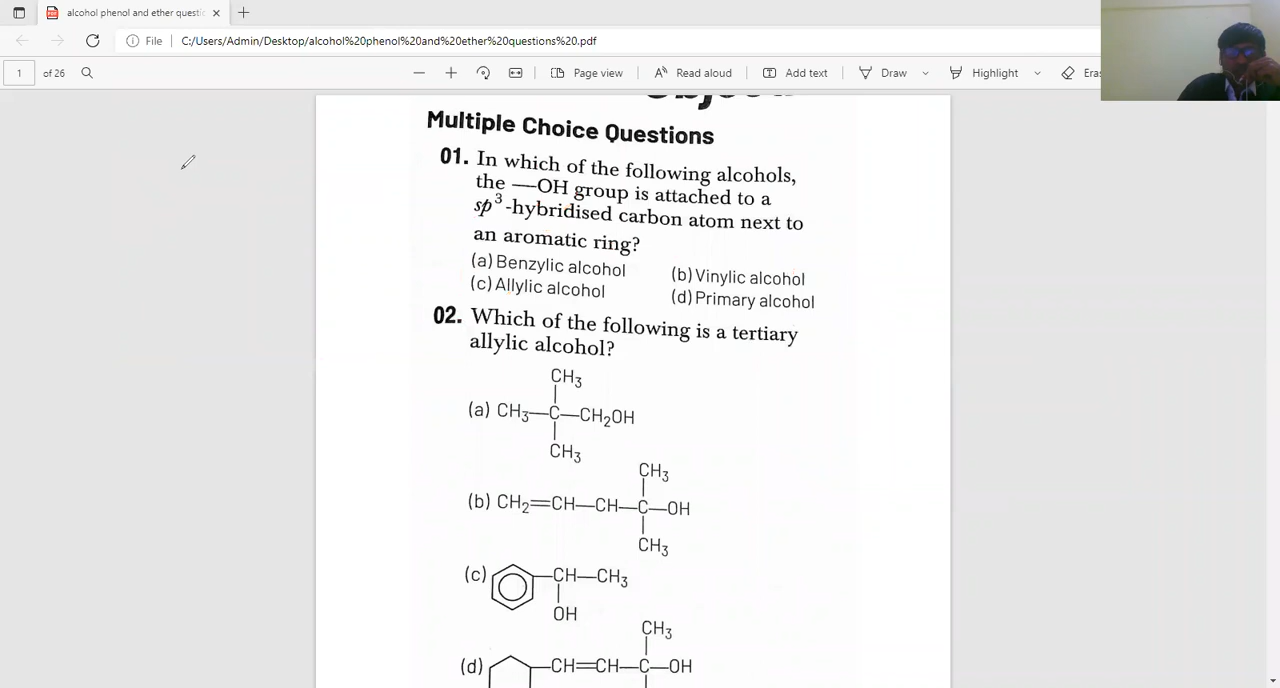 alcohol phenol and ether questio
File
C:/Users/Admin/Desktop/alcohol%20phenol%20and%20ether%20questions%20.pdf
1 of 26
Page view
Read aloud
Add text
Draw
Highlight
Multiple Choice Questions
01. In which of the following alcohols,
the —OH group is attached to a
sp³-hybridised carbon atom next to
an aromatic ring?
(a) Benzylic alcohol (b) Vinylic alcohol
(c) Allylic alcohol (d) Primary alcohol
02. Which of the following is a tertiary
allylic alcohol?
CH₃
(a) CH₃—C—CH₂OH
CH₃
CH₃
(b) CH₂=CH—CH—C—OH
CH₃
(c) CH—CH₃
OH
CH₃
(d) CH=CH—C—OH